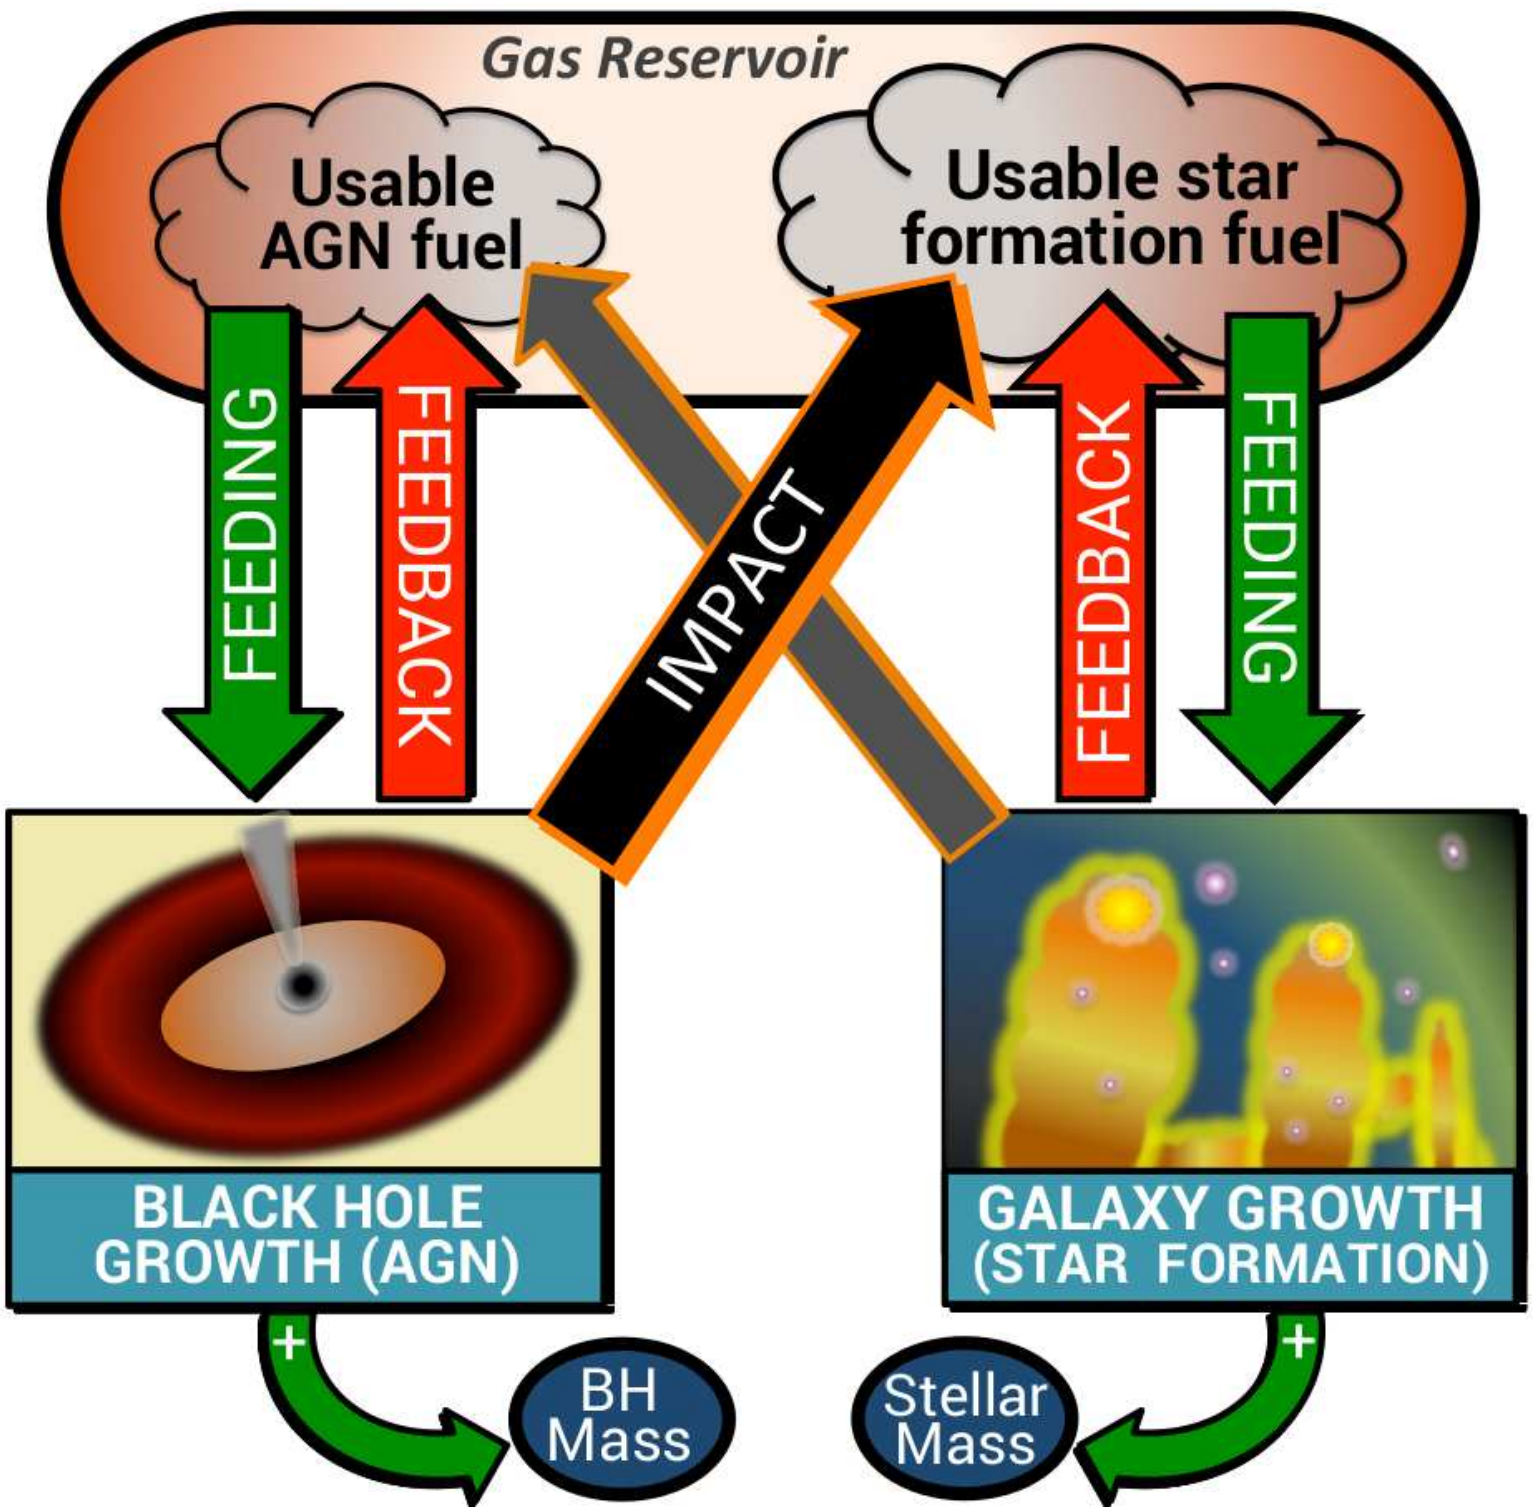 Gas Reservoir
Usable
AGN fuel
Usable star
formation fuel
FEEDING
FEEDBACK
IMPACT
FEEDBACK
FEEDING
BLACK HOLE
GROWTH (AGN)
GALAXY GROWTH
(STAR FORMATION)
+
+
BH
Mass
Stellar
Mass